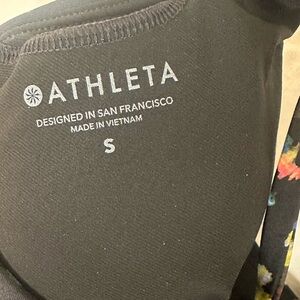 ATHLETA
DESIGNED IN SAN FRANCISCO
MADE IN VIETNAM
S